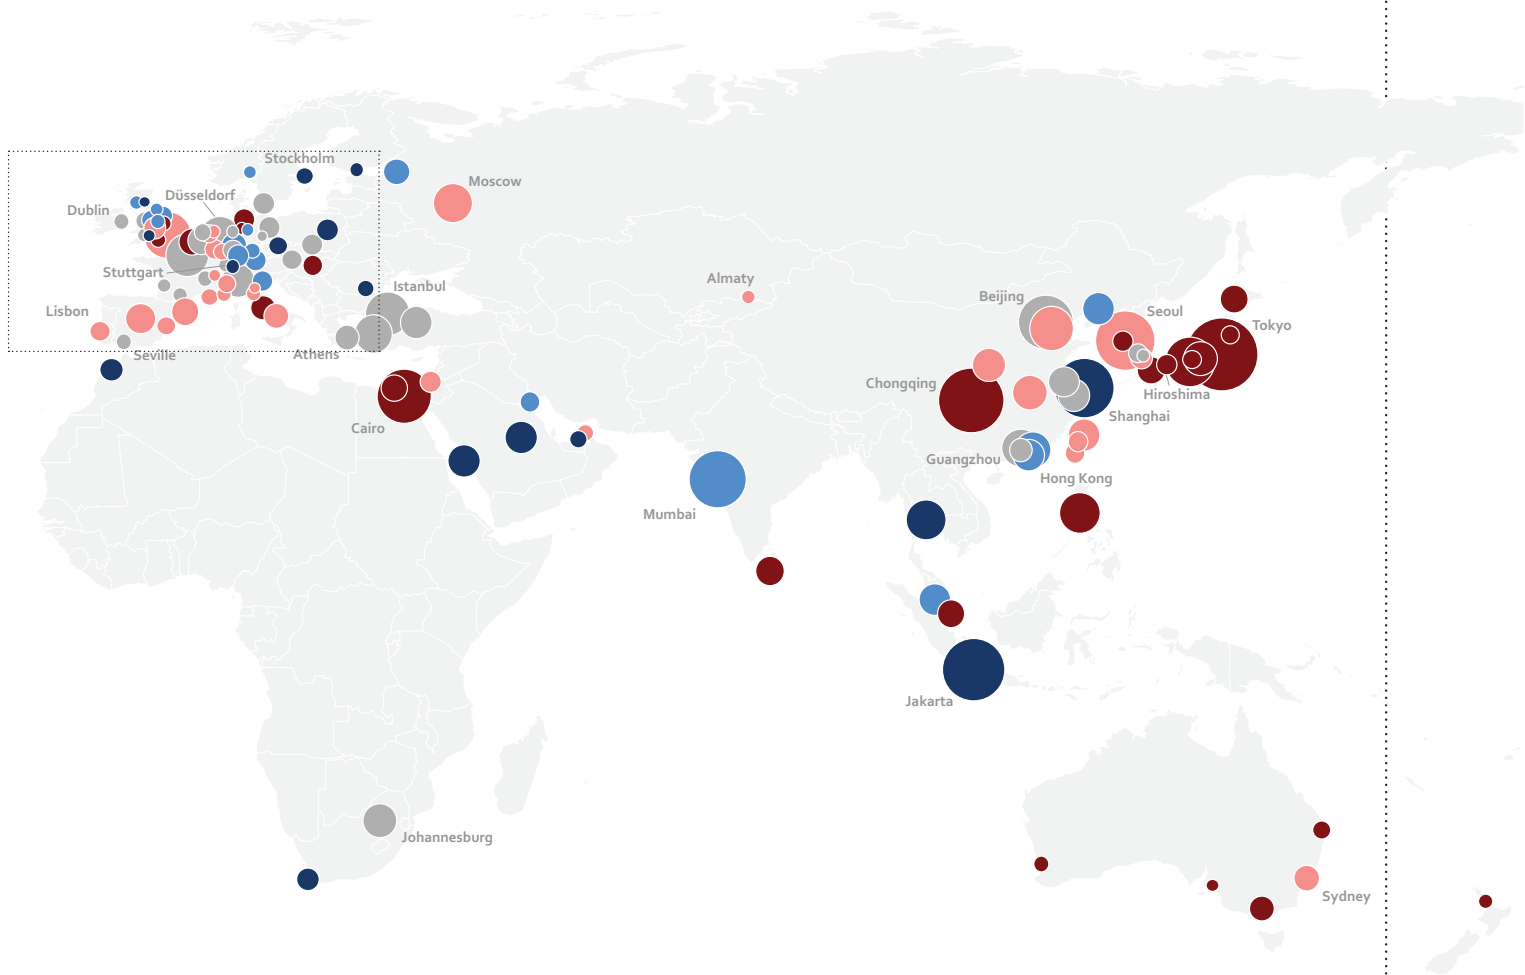 Stockholm
Moscow
Düsseldorf
Dublin
Stuttgart
Istanbul
Almaty
Beijing
Lisbon
Seoul
Tokyo
Seville
Athens
Chongqing
Hiroshima
Shanghai
Cairo
Guangzhou
Hong Kong
Mumbai
Jakarta
Johannesburg
Sydney